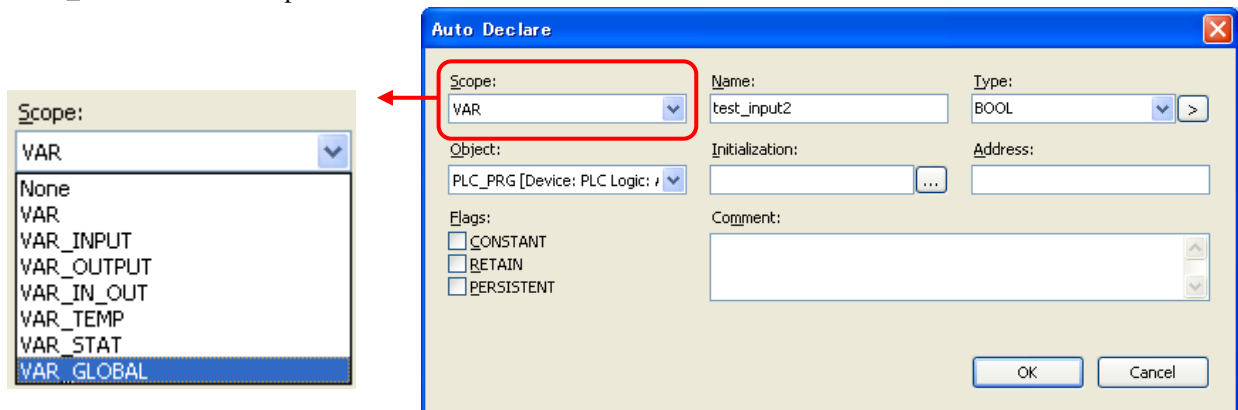 Auto Declare
Scope:
VAR
Name:
test_input2
Type:
BOOL
>
Object:
PLC_PRG [Device: PLC Logic:
Initialization:
...
Address:
Flags:
CONSTANT
RETAIN
PERSISTENT
Comment:
OK
Cancel
Scope:
VAR
None
VAR
VAR_INPUT
VAR_OUTPUT
VAR_IN_OUT
VAR_TEMP
VAR_STAT
VAR_GLOBAL